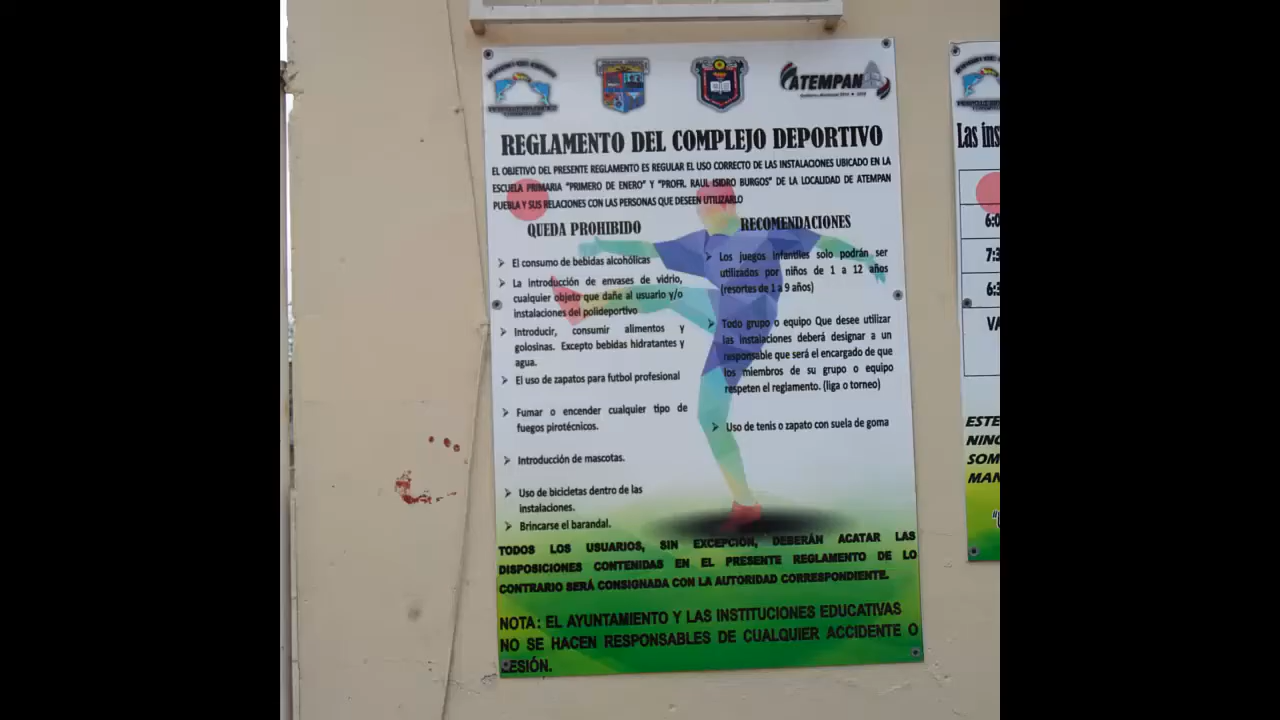 ATEMPAN
REGLAMENTO DEL COMPLEJO DEPORTIVO
EL OBJETIVO DEL PRESENTE REGLAMENTO ES REGULAR EL USO CORRECTO DE LAS INSTALACIONES UBICADO EN LA
ESCUELA PRIMARIA "PRIMERO DE ENERO" Y "PROFR. RAUL ISIDRO BURGOS" DE LA LOCALIDAD DE ATEMPAN
PUEBLA Y SUS RELACIONES CON LAS PERSONAS QUE DESEEN UTILIZARLO
QUEDA PROHIBIDO
El consumo de bebidas alcohólicas
La introducción de envases de vidrio,
cualquier objeto que dañe al usuario y/o
instalaciones del polideportivo
Introducir, consumir alimentos y
golosinas. Excepto bebidas hidratantes y
agua.
El uso de zapatos para futbol profesional
Fumar o encender cualquier tipo de
fuegos pirotécnicos.
Introducción de mascotas.
Uso de bicicletas dentro de las
instalaciones.
Brincarse el barandal.
RECOMENDACIONES
Los juegos infantiles solo podrán ser
utilizados por niños de 1 a 12 años
(resortes de 1 a 9 años)
Todo grupo o equipo Que desee utilizar
las instalaciones deberá designar a un
responsable que será el encargado de que
los miembros de su grupo o equipo
respeten el reglamento. (liga o torneo)
Uso de tenis o zapato con suela de goma
TODOS LOS USUARIOS, SIN EXCEPCIÓN, DEBERÁN ACATAR LAS
DISPOSICIONES CONTENIDAS EN EL PRESENTE REGLAMENTO DE LO
CONTRARIO SERÁ CONSIGNADA CON LA AUTORIDAD CORRESPONDIENTE.
NOTA: EL AYUNTAMIENTO Y LAS INSTITUCIONES EDUCATIVAS
NO SE HACEN RESPONSABLES DE CUALQUIER ACCIDENTE O
LESIÓN.
Las ins
6:0
7:3
6:3
VA
ESTE
NING
SOM
MAN